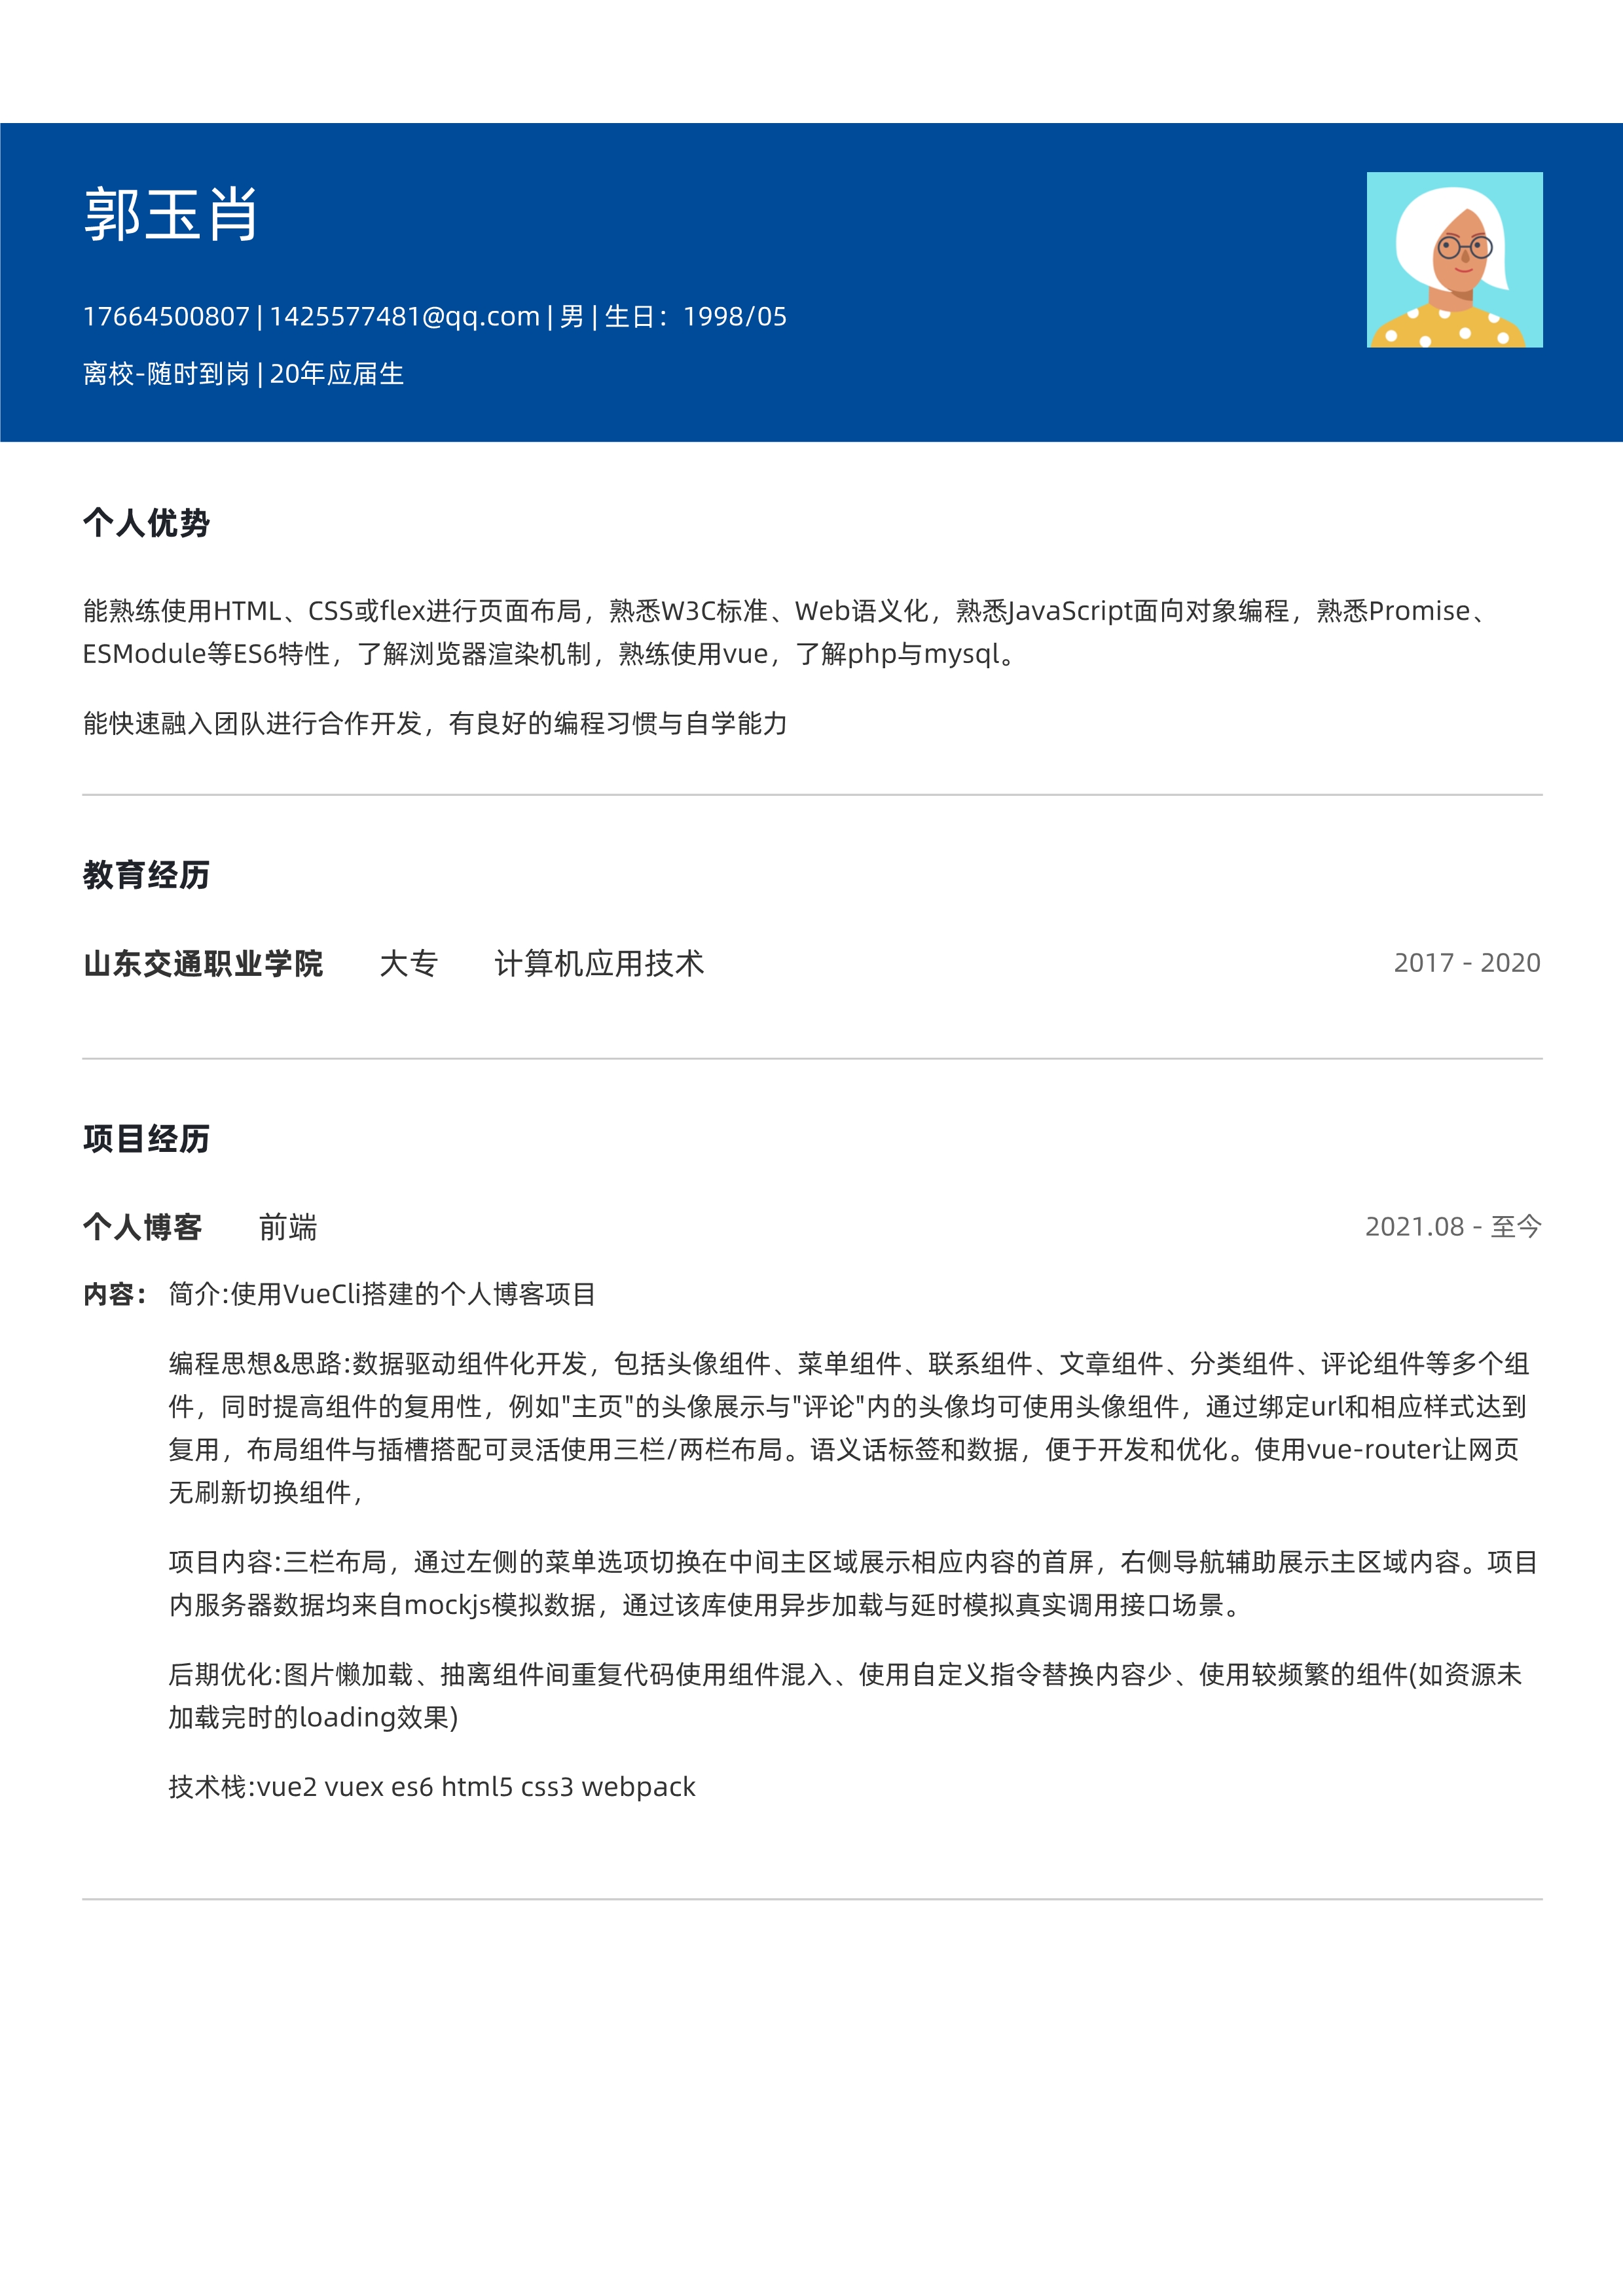 郭玉肖
17664500807 | 1425577481@qq.com | 男 | 生日：1998/05
离校-随时到岗 | 20年应届生
个人优势
能熟练使用HTML、CSS或flex进行页面布局，熟悉W3C标准、Web语义化，熟悉JavaScript面向对象编程，熟悉Promise、
ESModule等ES6特性，了解浏览器渲染机制，熟练使用vue，了解php与mysql。
能快速融入团队进行合作开发，有良好的编程习惯与自学能力
教育经历
山东交通职业学院 大专 计算机应用技术 2017 - 2020
项目经历
个人博客 前端 2021.08 - 至今
内容： 简介:使用VueCli搭建的个人博客项目
编程思想&思路:数据驱动组件化开发，包括头像组件、菜单组件、联系组件、文章组件、分类组件、评论组件等多个组
件，同时提高组件的复用性，例如"主页"的头像展示与"评论"内的头像均可使用头像组件，通过绑定url和相应样式达到
复用，布局组件与插槽搭配可灵活使用三栏/两栏布局。语义话标签和数据，便于开发和优化。使用vue-router让网页
无刷新切换组件，
项目内容:三栏布局，通过左侧的菜单选项切换在中间主区域展示相应内容的首屏，右侧导航辅助展示主区域内容。项目
内服务器数据均来自mockjs模拟数据，通过该库使用异步加载与延时模拟真实调用接口场景。
后期优化:图片懒加载、抽离组件间重复代码使用组件混入、使用自定义指令替换内容少、使用较频繁的组件(如资源未
加载完时的loading效果)
技术栈:vue2 vuex es6 html5 css3 webpack